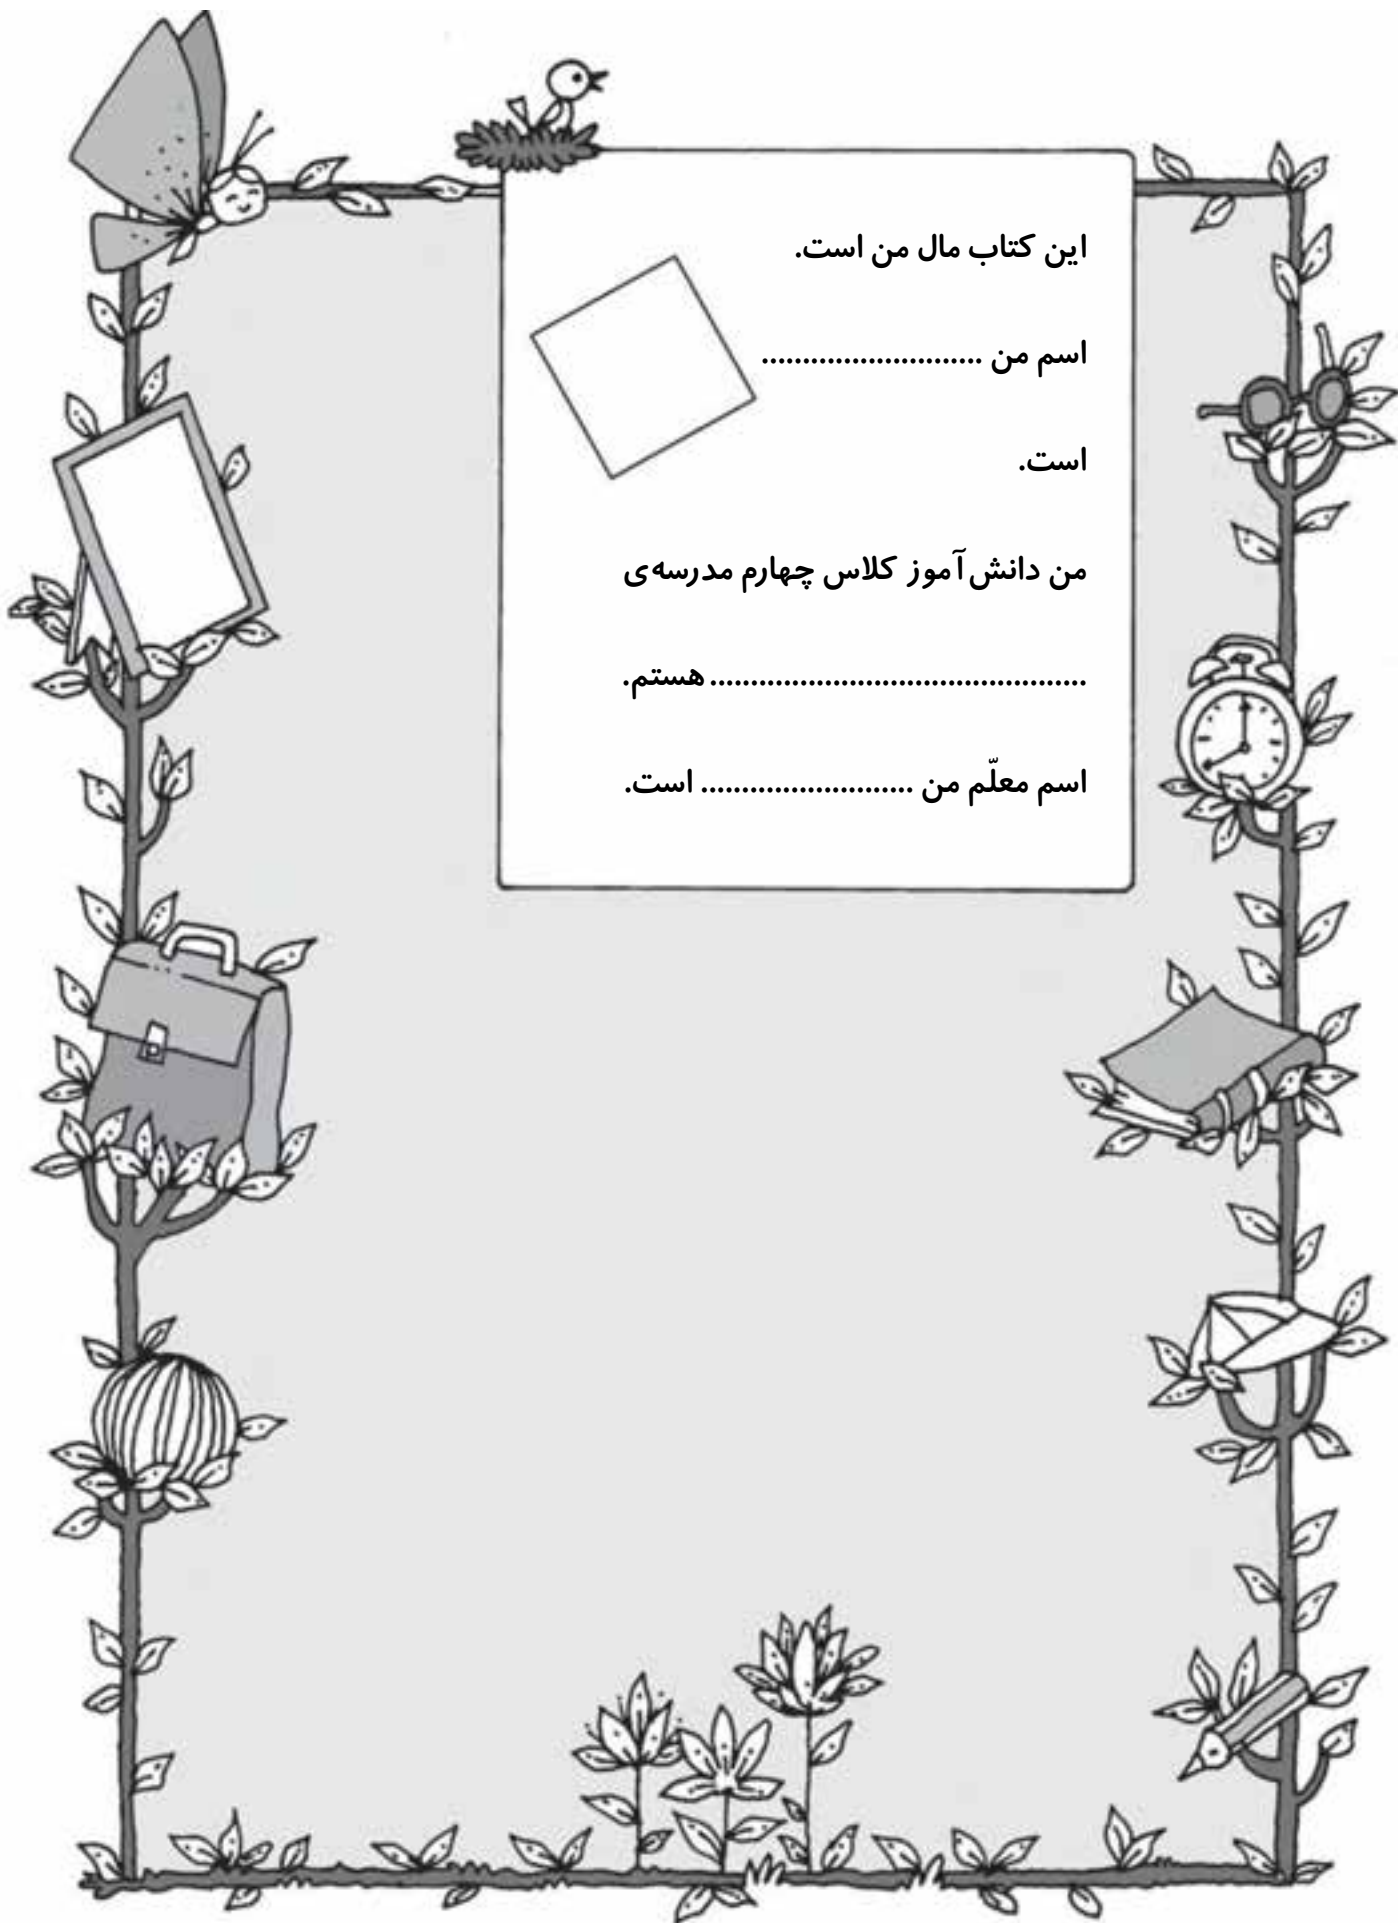 این کتاب مال من است.
اسم من ...........................
است.
من دانش‌آموز کلاس چهارم مدرسه‌ی
.............................................. هستم.
اسم معلّم من .......................... است.